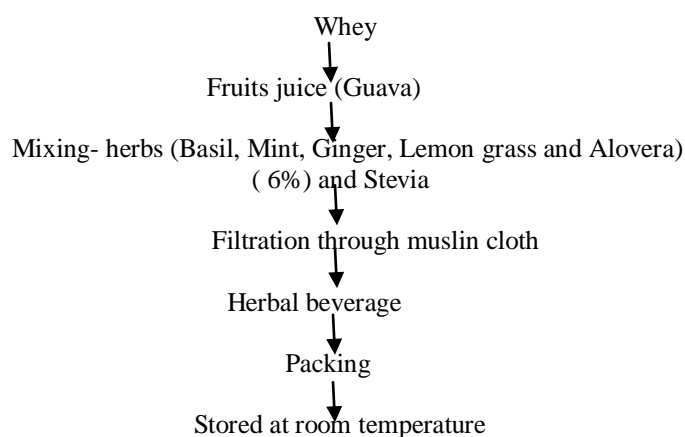 Whey
Fruits juice (Guava)
Mixing- herbs (Basil, Mint, Ginger, Lemon grass and Alovera)
( 6%) and Stevia
Filtration through muslin cloth
Herbal beverage
Packing
Stored at room temperature